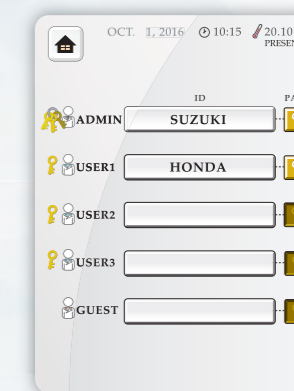 OCT. 1, 2016 10:15 20.10
PRESEN
ID PA
ADMIN SUZUKI
USER1 HONDA
USER2
USER3
GUEST